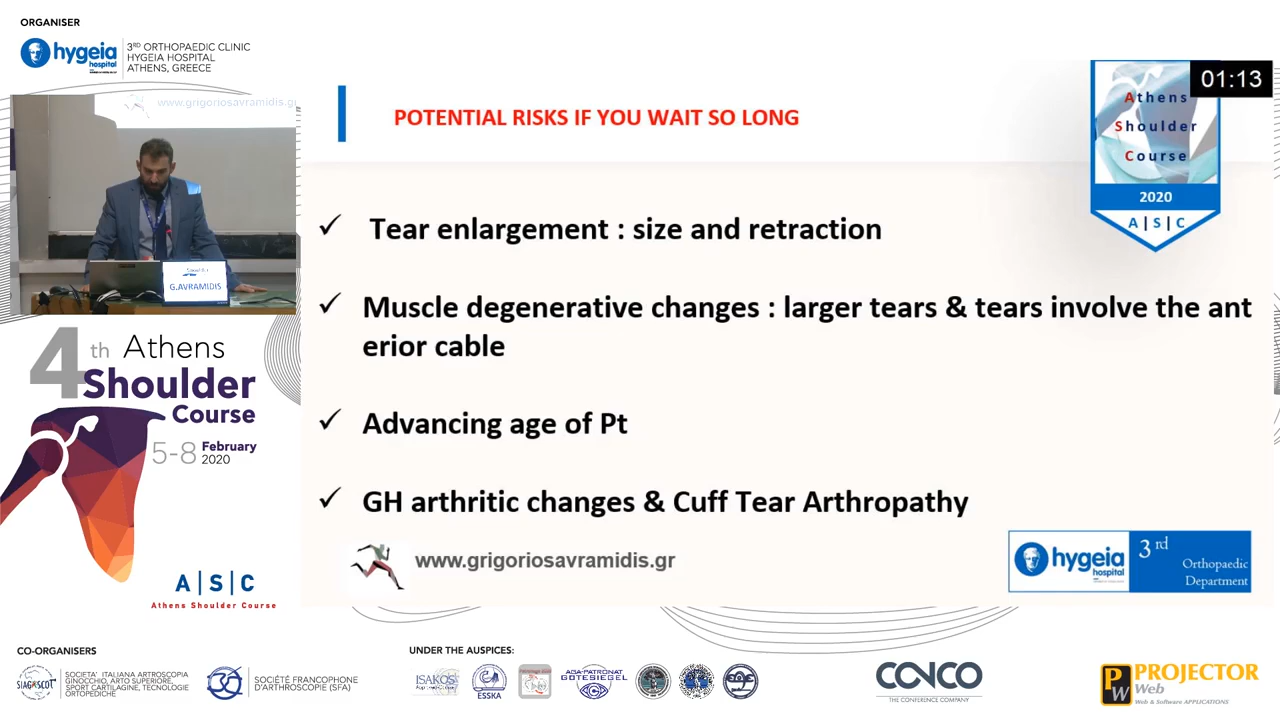 ORGANISER
hygeia
hospital
3RD ORTHOPAEDIC CLINIC
HYGEIA HOSPITAL
ATHENS, GREECE
www.grigoriosavramidis.gr
G.AVRAMIDIS
4th Athens
Shoulder
Course
5-8 February
2020
A|S|C
Athens Shoulder Course
POTENTIAL RISKS IF YOU WAIT SO LONG
01:13
Athens
Shoulder
Course
2020
A|S|C
✓ Tear enlargement : size and retraction
✓ Muscle degenerative changes : larger tears & tears involve the ant
erior cable
✓ Advancing age of Pt
✓ GH arthritic changes & Cuff Tear Arthropathy
www.grigoriosavramidis.gr
hygeia
hospital
3rd
Orthopaedic
Department
CO-ORGANISERS
SIAGASCOT
SOCIETA' ITALIANA ARTROSCOPIA
GINOCCHIO, ARTO SUPERIORE,
SPORT CARTILAGINE, TECNOLOGIE
ORTOPEDICHE
SOCIÉTÉ FRANCOPHONE
D'ARTHROSCOPIE (SFA)
UNDER THE AUSPICES:
ISAKOS
ESSKA
AGA-PATRONAT
GÜTESIEGEL
CONCO
THE CONFERENCE COMPANY
PW
PROJECTOR
Web
Web & Software APPLICATIONS